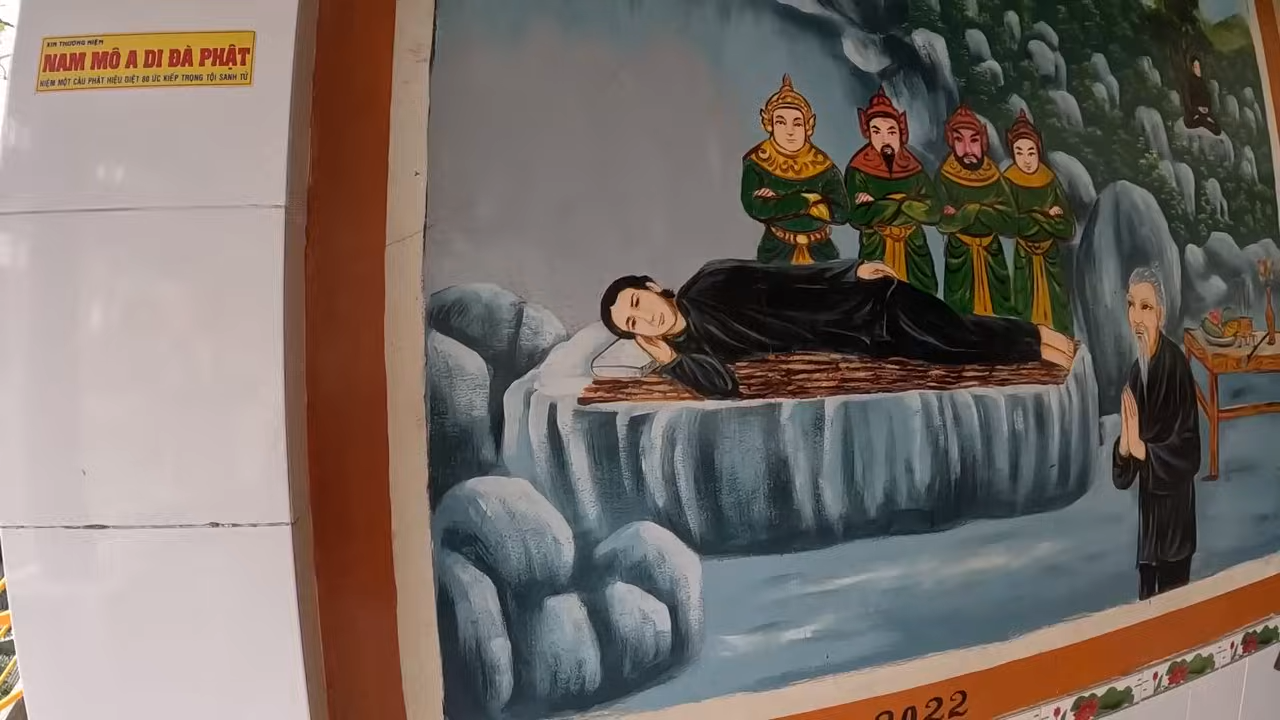 XIN THƯỜNG NIỆM
NAM MÔ A DI ĐÀ PHẬT
NIỆM MỘT CÂU PHẬT HIỆU DIỆT 80 ỨC KIẾP TRỌNG TỘI SANH TỬ
2022